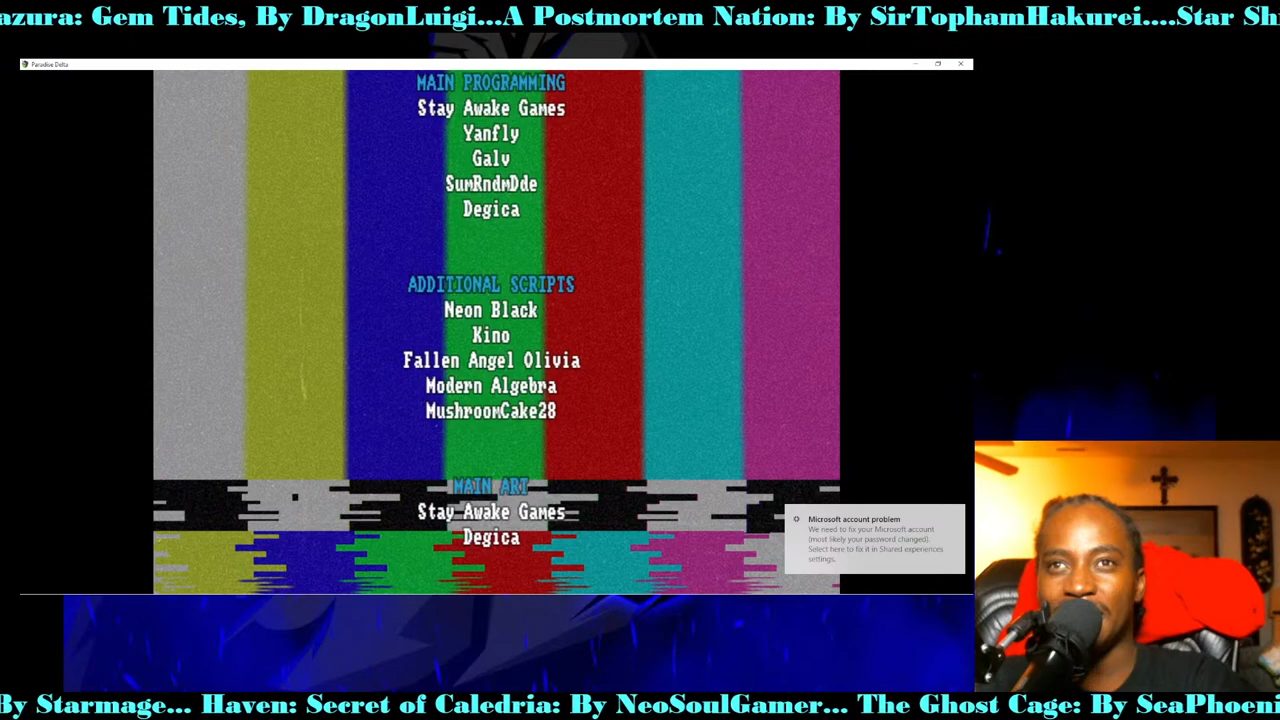 azura: Gem Tides, By DragonLuigi...A Postmortem Nation: By SirTophamHakurei....Star Sh
Paradise Delta
MAIN PROGRAMMING
Stay Awake Games
Yanfly
Galv
SumRndmDde
Degica
ADDITIONAL SCRIPTS
Neon Black
Kino
Fallen Angel Olivia
Modern Algebra
MushroomCake28
MAIN ART
Stay Awake Games
Degica
Microsoft account problem
We need to fix your Microsoft account
(most likely your password changed).
Select here to fix it in Shared experiences
settings.
By Starmage... Haven: Secret of Caledria: By NeoSoulGamer... The Ghost Cage: By SeaPhoeni